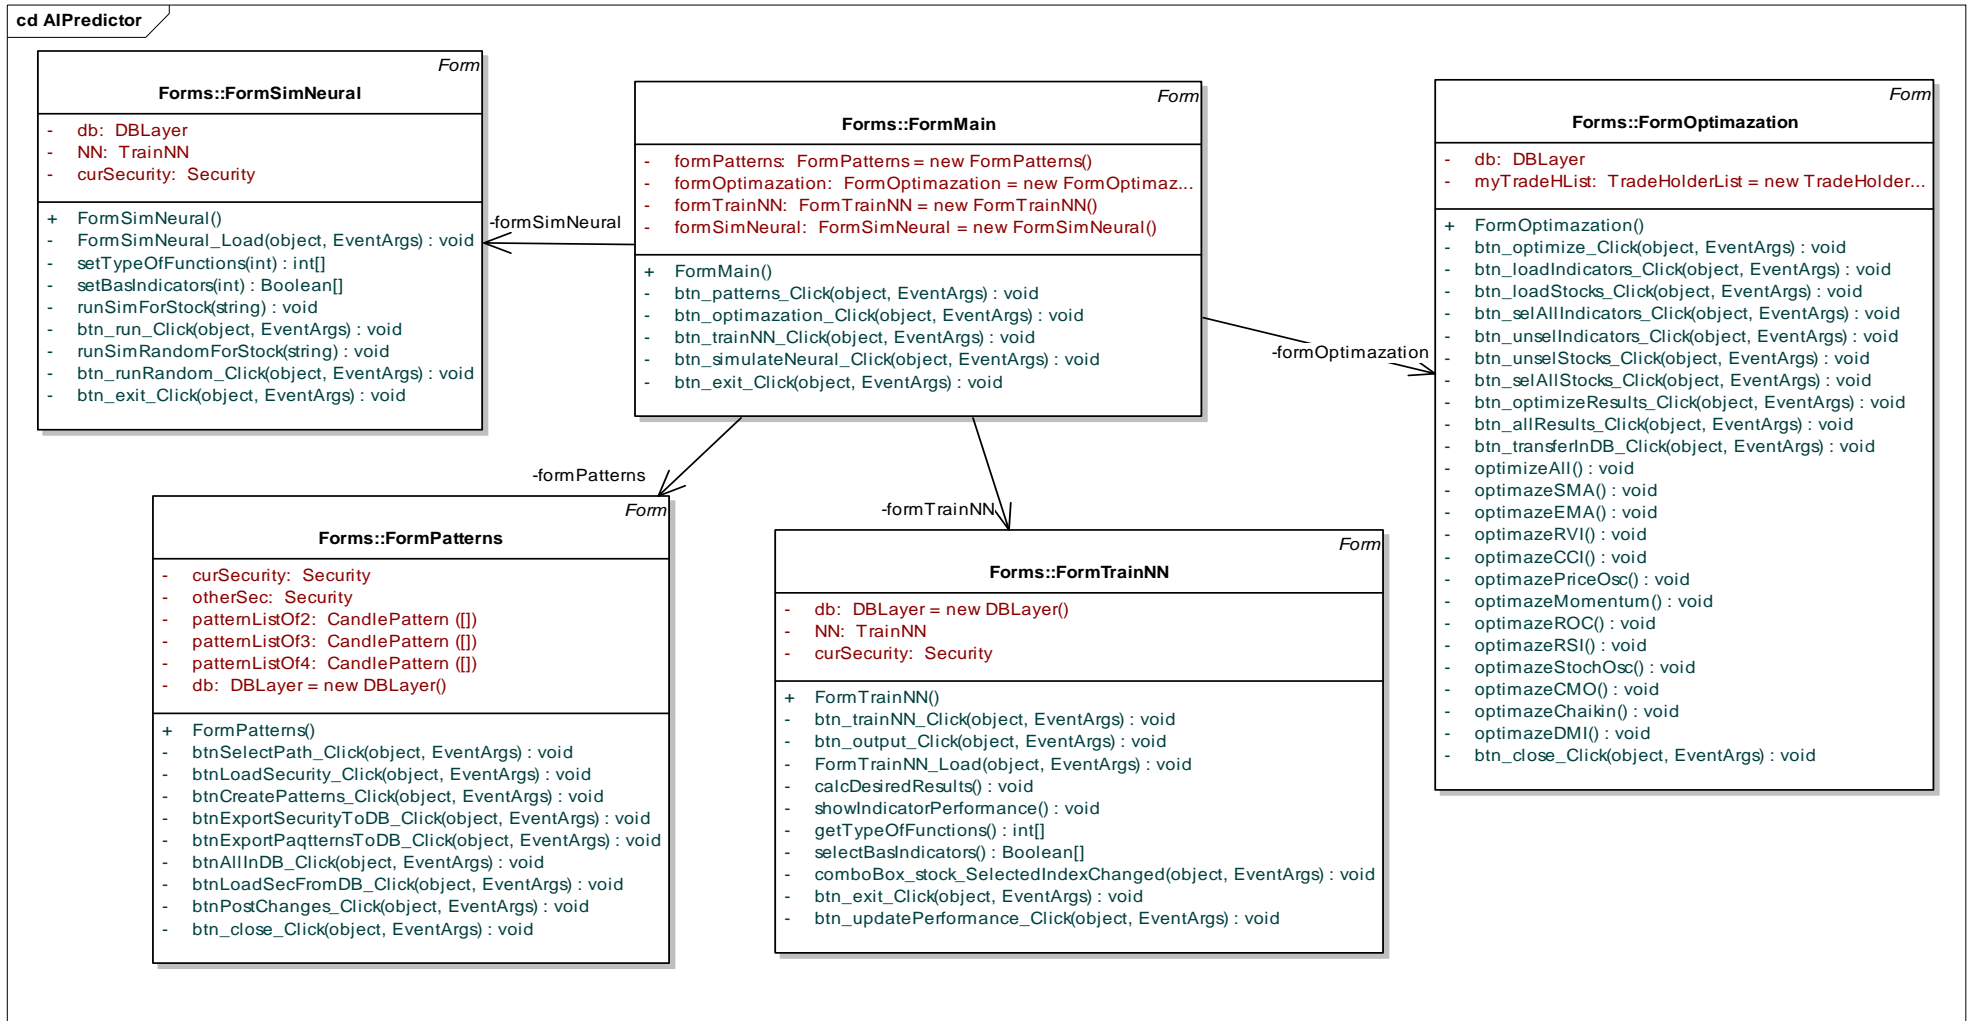 cd AIPredictor
Form
Forms::FormSimNeural
- db: DBLayer
- NN: TrainNN
- curSecurity: Security
+ FormSimNeural()
- FormSimNeural_Load(object, EventArgs) : void
- setTypeOfFunctions(int) : int[]
- setBasIndicators(int) : Boolean[]
- runSimForStock(string) : void
- btn_run_Click(object, EventArgs) : void
- runSimRandomForStock(string) : void
- btn_runRandom_Click(object, EventArgs) : void
- btn_exit_Click(object, EventArgs) : void
-formSimNeural
Form
Forms::FormMain
- formPatterns: FormPatterns = new FormPatterns()
- formOptimazation: FormOptimazation = new FormOptimaz...
- formTrainNN: FormTrainNN = new FormTrainNN()
- formSimNeural: FormSimNeural = new FormSimNeural()
+ FormMain()
- btn_patterns_Click(object, EventArgs) : void
- btn_optimazation_Click(object, EventArgs) : void
- btn_trainNN_Click(object, EventArgs) : void
- btn_simulateNeural_Click(object, EventArgs) : void
- btn_exit_Click(object, EventArgs) : void
-formOptimazation
Form
Forms::FormOptimazation
- db: DBLayer
- myTradeHList: TradeHolderList = new TradeHolder...
+ FormOptimazation()
- btn_optimize_Click(object, EventArgs) : void
- btn_loadIndicators_Click(object, EventArgs) : void
- btn_loadStocks_Click(object, EventArgs) : void
- btn_selAllIndicators_Click(object, EventArgs) : void
- btn_unselIndicators_Click(object, EventArgs) : void
- btn_unselStocks_Click(object, EventArgs) : void
- btn_selAllStocks_Click(object, EventArgs) : void
- btn_optimizeResults_Click(object, EventArgs) : void
- btn_allResults_Click(object, EventArgs) : void
- btn_transferInDB_Click(object, EventArgs) : void
- optimizeAll() : void
- optimazeSMA() : void
- optimazeEMA() : void
- optimazeRVI() : void
- optimazeCCI() : void
- optimazePriceOsc() : void
- optimazeMomentum() : void
- optimazeROC() : void
- optimazeRSI() : void
- optimazeStochOsc() : void
- optimazeCMO() : void
- optimazeChaikin() : void
- optimazeDMI() : void
- btn_close_Click(object, EventArgs) : void
-formPatterns
Form
Forms::FormPatterns
- curSecurity: Security
- otherSec: Security
- patternListOf2: CandlePattern ([])
- patternListOf3: CandlePattern ([])
- patternListOf4: CandlePattern ([])
- db: DBLayer = new DBLayer()
+ FormPatterns()
- btnSelectPath_Click(object, EventArgs) : void
- btnLoadSecurity_Click(object, EventArgs) : void
- btnCreatePatterns_Click(object, EventArgs) : void
- btnExportSecurityToDB_Click(object, EventArgs) : void
- btnExportPaqtternsToDB_Click(object, EventArgs) : void
- btnAllInDB_Click(object, EventArgs) : void
- btnLoadSecFromDB_Click(object, EventArgs) : void
- btnPostChanges_Click(object, EventArgs) : void
- btn_close_Click(object, EventArgs) : void
-formTrainNN
Form
Forms::FormTrainNN
- db: DBLayer = new DBLayer()
- NN: TrainNN
- curSecurity: Security
+ FormTrainNN()
- btn_trainNN_Click(object, EventArgs) : void
- btn_output_Click(object, EventArgs) : void
- FormTrainNN_Load(object, EventArgs) : void
- calcDesiredResults() : void
- showIndicatorPerformance() : void
- getTypeOfFunctions() : int[]
- selectBasIndicators() : Boolean[]
- comboBox_stock_SelectedIndexChanged(object, EventArgs) : void
- btn_exit_Click(object, EventArgs) : void
- btn_updatePerformance_Click(object, EventArgs) : void